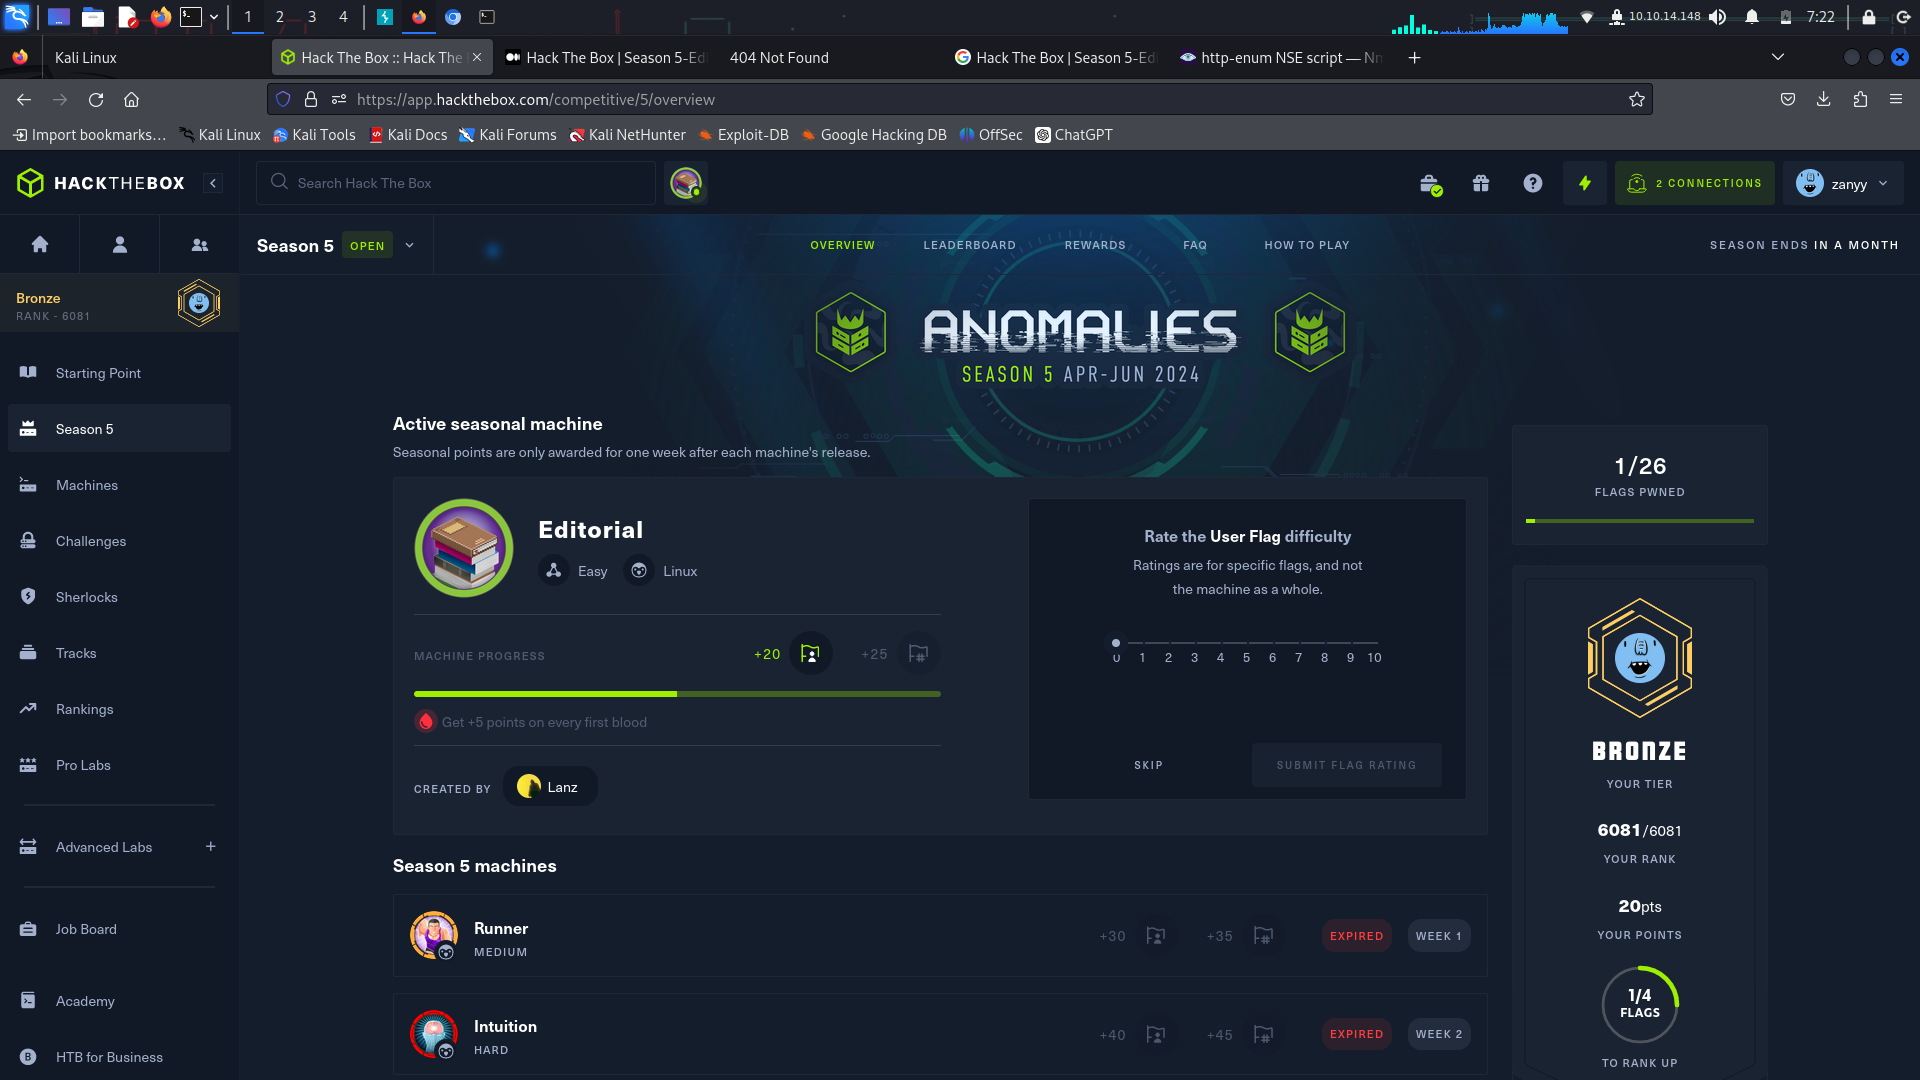 1 2 3 4
10.10.14.148 7:22
Kali Linux
Hack The Box :: Hack The
Hack The Box | Season 5-Edi
404 Not Found
Hack The Box | Season 5-Edi
http-enum NSE script — Nm
https://app.hackthebox.com/competitive/5/overview
Import bookmarks... Kali Linux Kali Tools Kali Docs Kali Forums Kali NetHunter Exploit-DB Google Hacking DB OffSec ChatGPT
HACKTHEBOX
Search Hack The Box
2 CONNECTIONS
zanyy
Season 5 OPEN
OVERVIEW LEADERBOARD REWARDS FAQ HOW TO PLAY
SEASON ENDS IN A MONTH
Bronze
RANK - 6081
Starting Point
Season 5
Machines
Challenges
Sherlocks
Tracks
Rankings
Pro Labs
Advanced Labs +
Job Board
Academy
HTB for Business
ANOMALIES
SEASON 5 APR-JUN 2024
Active seasonal machine
Seasonal points are only awarded for one week after each machine's release.
Editorial
Easy Linux
MACHINE PROGRESS +20 +25
Get +5 points on every first blood
CREATED BY Lanz
Rate the User Flag difficulty
Ratings are for specific flags, and not
the machine as a whole.
0 1 2 3 4 5 6 7 8 9 10
SKIP SUBMIT FLAG RATING
Season 5 machines
Runner
MEDIUM
+30 +35 EXPIRED WEEK 1
Intuition
HARD
+40 +45 EXPIRED WEEK 2
1/26
FLAGS PWNED
BRONZE
YOUR TIER
6081/6081
YOUR RANK
20pts
YOUR POINTS
1/4
FLAGS
TO RANK UP